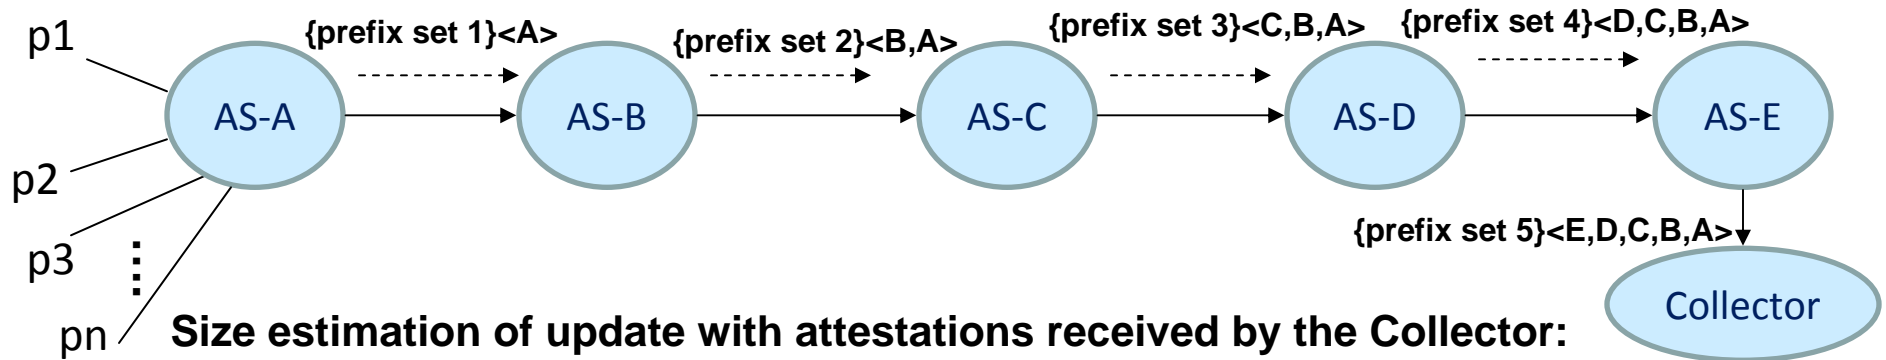 p1
{prefix set 1}<A>
{prefix set 2}<B,A>
{prefix set 3}<C,B,A>
{prefix set 4}<D,C,B,A>
AS-A
AS-B
AS-C
AS-D
AS-E
p2
p3
{prefix set 5}<E,D,C,B,A>
Collector
pn
Size estimation of update with attestations received by the Collector: